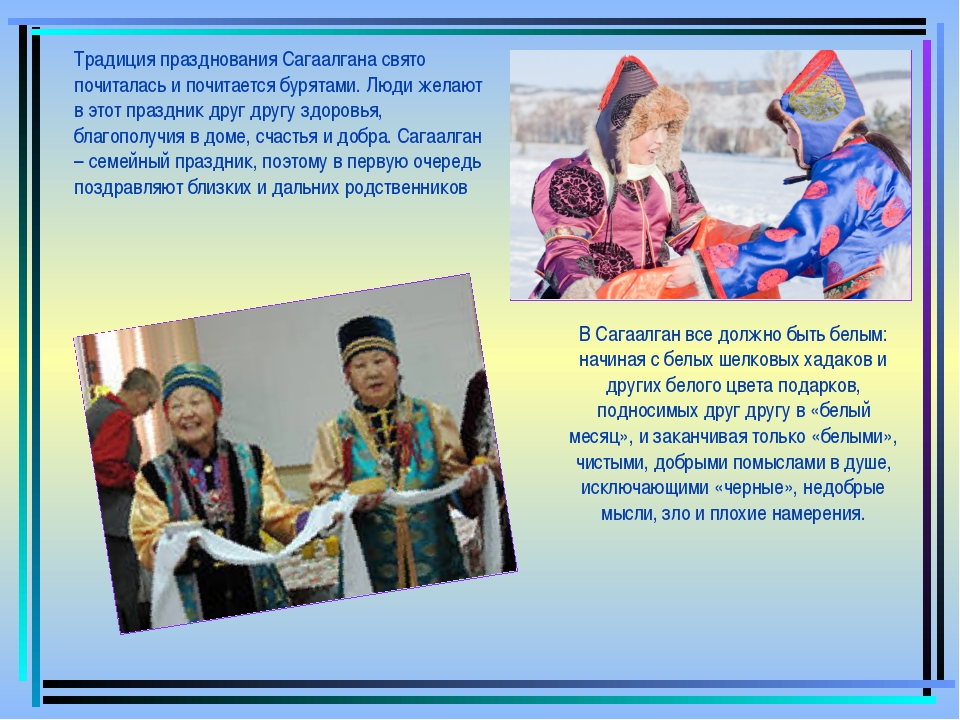 Традиция празднования Сагаалгана свято
почиталась и почитается бурятами. Люди желают
в этот праздник друг другу здоровья,
благополучия в доме, счастья и добра. Сагаалган
– семейный праздник, поэтому в первую очередь
поздравляют близких и дальних родственников
В Сагаалган все должно быть белым:
начиная с белых шелковых хадаков и
других белого цвета подарков,
подносимых друг другу в «белый
месяц», и заканчивая только «белыми»,
чистыми, добрыми помыслами в душе,
исключающими «черные», недобрые
мысли, зло и плохие намерения.